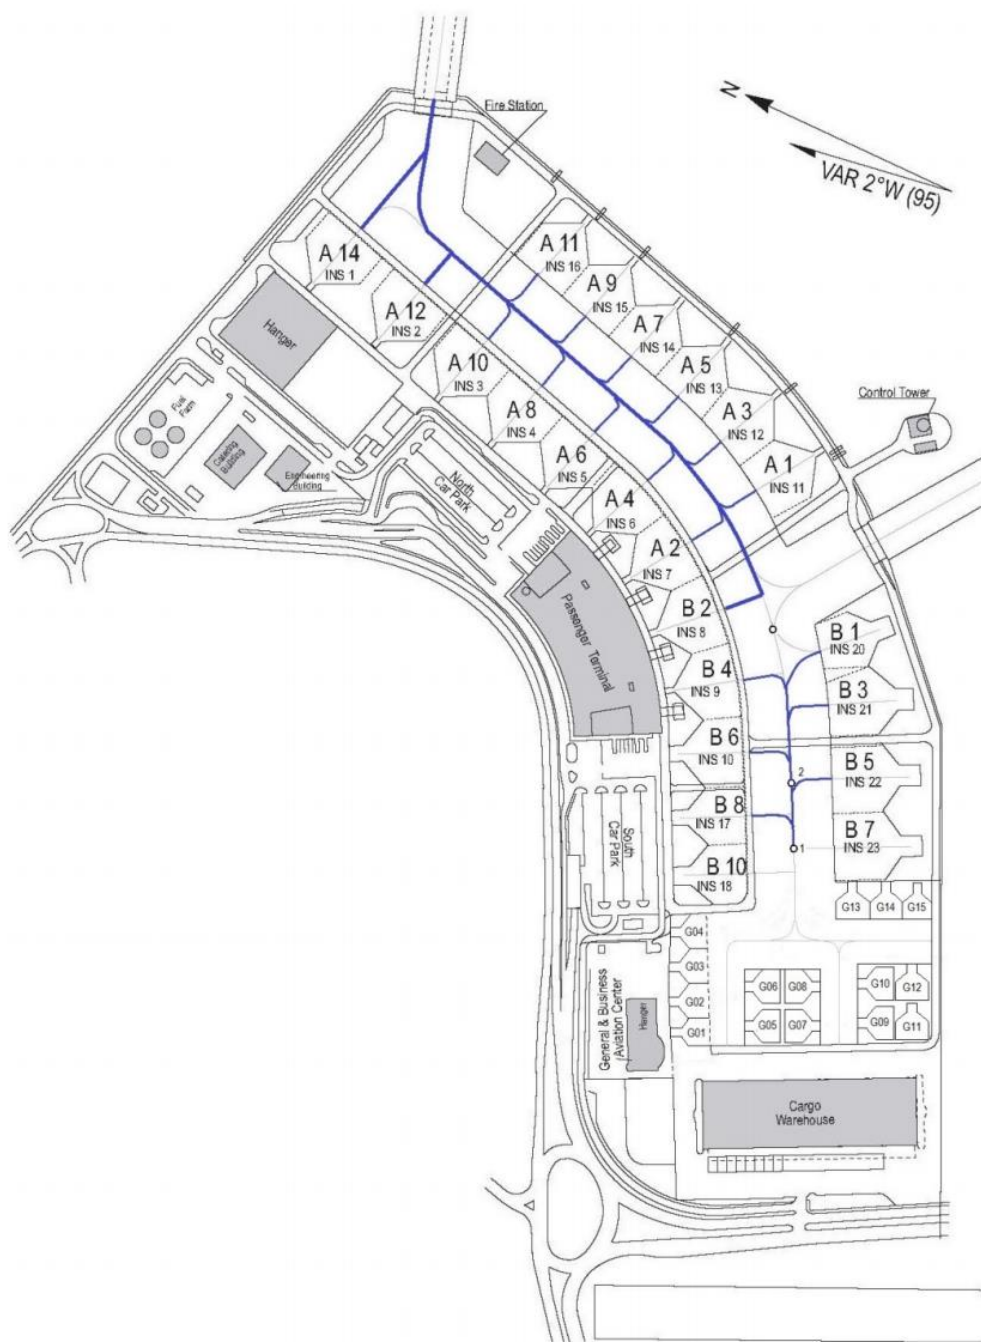 Fire Station
N
VAR 2°W (95)
A 14
INS 1
A 11
INS 16
A 12
INS 2
A 9
INS 15
Hanger
A 7
INS 14
A 10
INS 3
A 5
INS 13
Control Tower
Fuel
Farm
A 8
INS 4
A 3
INS 12
Catering
Building
Engineering
Building
North
Car Park
A 6
INS 5
A 1
INS 11
A 4
INS 6
A 2
INS 7
Passenger Terminal
B 2
INS 8
B 1
INS 20
B 4
INS 9
B 3
INS 21
B 6
INS 10
2
B 5
INS 22
B 8
INS 17
South
Car Park
B 7
INS 23
1
B 10
INS 18
G13
G14
G15
G04
G03
G02
G01
G06
G08
G05
G07
G10
G12
G09
G11
General & Business
(Aviation Center
Hanger
Cargo
Warehouse